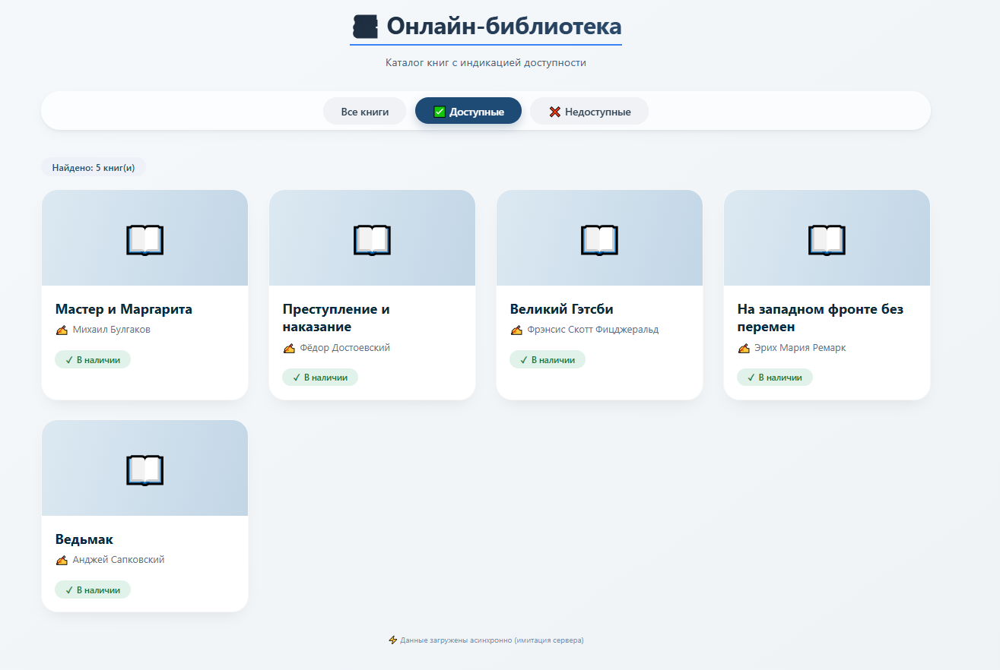 Онлайн-библиотека
Каталог книг с индикацией доступности
Все книги
Доступные
Недоступные
Найдено: 5 книг(и)
Мастер и Маргарита
Михаил Булгаков
✓ В наличии
Преступление и
наказание
Фёдор Достоевский
✓ В наличии
Великий Гэтсби
Фрэнсис Скотт Фицджеральд
✓ В наличии
На западном фронте без
перемен
Эрих Мария Ремарк
✓ В наличии
Ведьмак
Анджей Сапковский
✓ В наличии
Данные загружены асинхронно (имитация сервера)